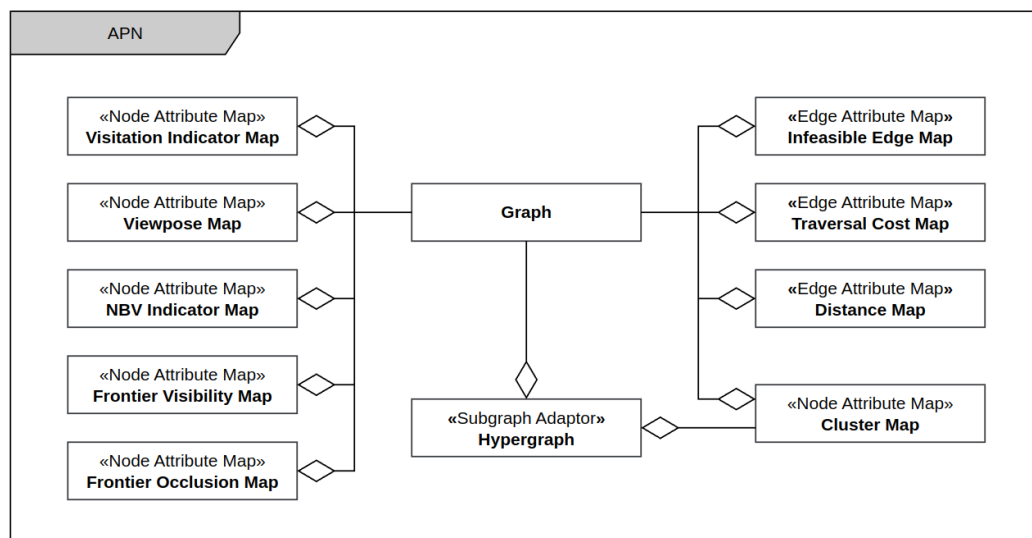 APN
«Node Attribute Map»
Visitation Indicator Map
«Node Attribute Map»
Viewpose Map
«Node Attribute Map»
NBV Indicator Map
«Node Attribute Map»
Frontier Visibility Map
«Node Attribute Map»
Frontier Occlusion Map
Graph
«Subgraph Adaptor»
Hypergraph
«Edge Attribute Map»
Infeasible Edge Map
«Edge Attribute Map»
Traversal Cost Map
«Edge Attribute Map»
Distance Map
«Node Attribute Map»
Cluster Map